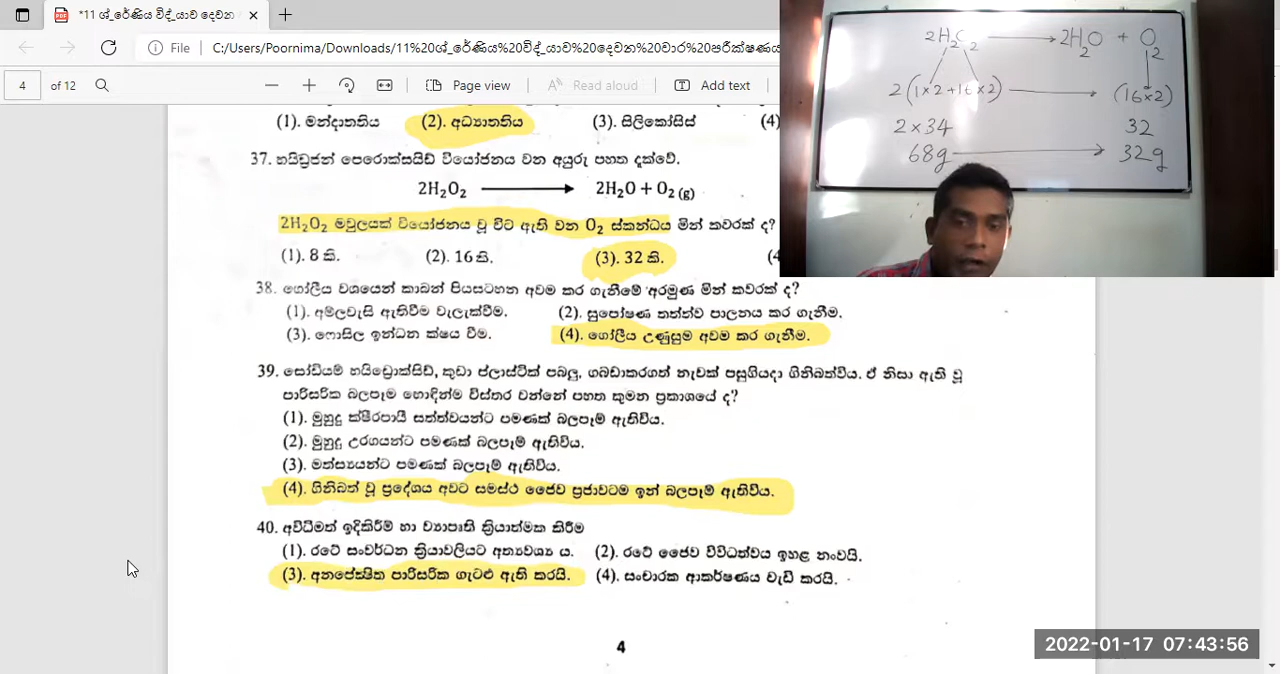 *11 ශ්_රේණිය විද්_යාව දෙවන
File C:/Users/Poornima/Downloads/11%20ශ්_රේණිය%20විද්_යාව%20දෙවන%20වාර%20පරීක්ෂණය
4 of 12 Page view Read aloud Add text
(1). මන්දාතතිය (2). අධ්‍යාතතිය (3). සිලිකෝසිස් (4)
37. හයිඩ්‍රජන් පෙරොක්සයිඩ් වියෝජනය වන අයුරු පහත දැක්වේ.
2H₂O₂ ⟶ 2H₂O + O₂ (g)
2H₂O₂ මවුලයක් වියෝජනය වූ විට ඇති වන O₂ ස්කන්ධය මින් කවරක් ද?
(1). 8 කි. (2). 16 කි. (3). 32 කි. (4
38. ගෝලීය වශයෙන් කාබන් පියසටහන අවම කර ගැනීමේ අරමුණ මින් කවරක් ද?
(1). අම්ලවැසි ඇතිවීම වැලැක්වීම. (2). සුපෝෂණ තත්ත්ව පාලනය කර ගැනීම.
(3). ෆොසිල ඉන්ධන ක්ෂය වීම. (4). ගෝලීය උණුසුම අවම කර ගැනීම.
39. සෝඩියම් හයිඩ්‍රොක්සිඩ්, කුඩා ප්ලාස්ටික් පබලු, ගබඩාකරගත් නැවක් පසුගියදා ගිනිබත්විය. ඒ නිසා ඇති වූ
පාරිසරික බලපෑම හොඳින්ම විස්තර වන්නේ පහත කුමන ප්‍රකාශයේ ද?
(1). මුහුදු ක්ෂීරපායී සත්ත්වයන්ට පමණක් බලපෑම් ඇතිවිය.
(2). මුහුදු උරගයන්ට පමණක් බලපෑම් ඇතිවිය.
(3). මත්ස්‍යයන්ට පමණක් බලපෑම් ඇතිවිය.
(4). ගිනිබත් වූ ප්‍රදේශය අවට සමස්ථ ජෛව ප්‍රජාවටම ඉන් බලපෑම් ඇතිවිය.
40. අවිධිමත් ඉදිකිරීම් හා ව්‍යාපෘති ක්‍රියාත්මක කිරීම
(1). රටේ සංවර්ධන ක්‍රියාවලියට අත්‍යවශ්‍ය ය. (2). රටේ ජෛව විවිධත්වය ඉහළ නංවයි.
(3). අනපේක්ෂිත පාරිසරික ගැටළු ඇති කරයි. (4). සංචාරක ආකර්ෂණය වැඩි කරයි.
4
2H₂O₂ ⟶ 2H₂O + O₂
2(1×2+16×2) ⟶ (16×2)
2×34 32
68g ⟶ 32g
2022-01-17 07:43:56